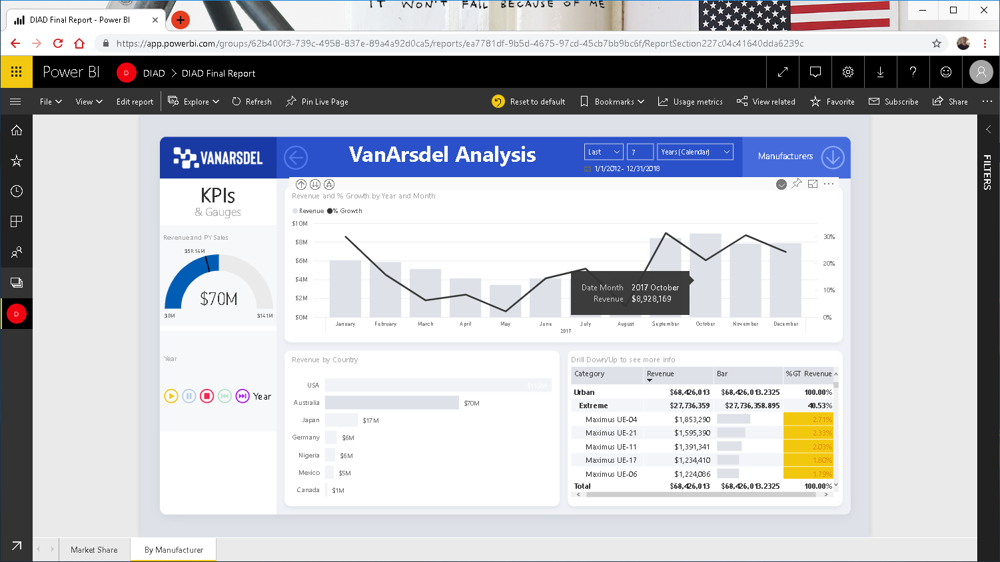 IT WON'T FAIL BECAUSE OF ME
DIAD Final Report - Power BI
https://app.powerbi.com/groups/62b400f3-739c-4958-837e-89a4a92d0ca5/reports/ea7781df-9b5d-4675-97cd-45cb7bb9bc6f/ReportSection227c04c41640dda6239c
Power BI D DIAD DIAD Final Report
File View Edit report Explore Refresh Pin Live Page Reset to default Bookmarks Usage metrics View related Favorite Subscribe Share
FILTERS
D
VANARSDEL VanArsdel Analysis Last 7 Years (Calendar) Manufacturers
1/1/2012 - 12/31/2018
KPIs
& Gauges
Revenue and PY Sales
$59.14M
$70M
$0M $141M
Year
Year
Revenue and % Growth by Year and Month
Revenue % Growth
$10M
$8M 30%
$6M 20%
$4M 10%
$2M
$0M 0%
Date Month 2017 October
Revenue $8,928,169
January February March April May June July August September October November December
2017
Revenue by Country
USA $119M
Australia $70M
Japan $17M
Germany $6M
Nigeria $6M
Mexico $5M
Canada $1M
Drill Down/Up to see more info
Category Revenue Bar %GT Revenue
Urban $68,426,013 $68,426,013.2325 100.00%
Extreme $27,736,359 $27,736,358.895 40.53%
Maximus UE-04 $1,853,290 2.71%
Maximus UE-21 $1,595,390 2.33%
Maximus UE-11 $1,391,341 2.03%
Maximus UE-17 $1,234,410 1.80%
Maximus UE-06 $1,224,086 1.79%
Total $68,426,013 $68,426,013.2325 100.00%
Market Share By Manufacturer